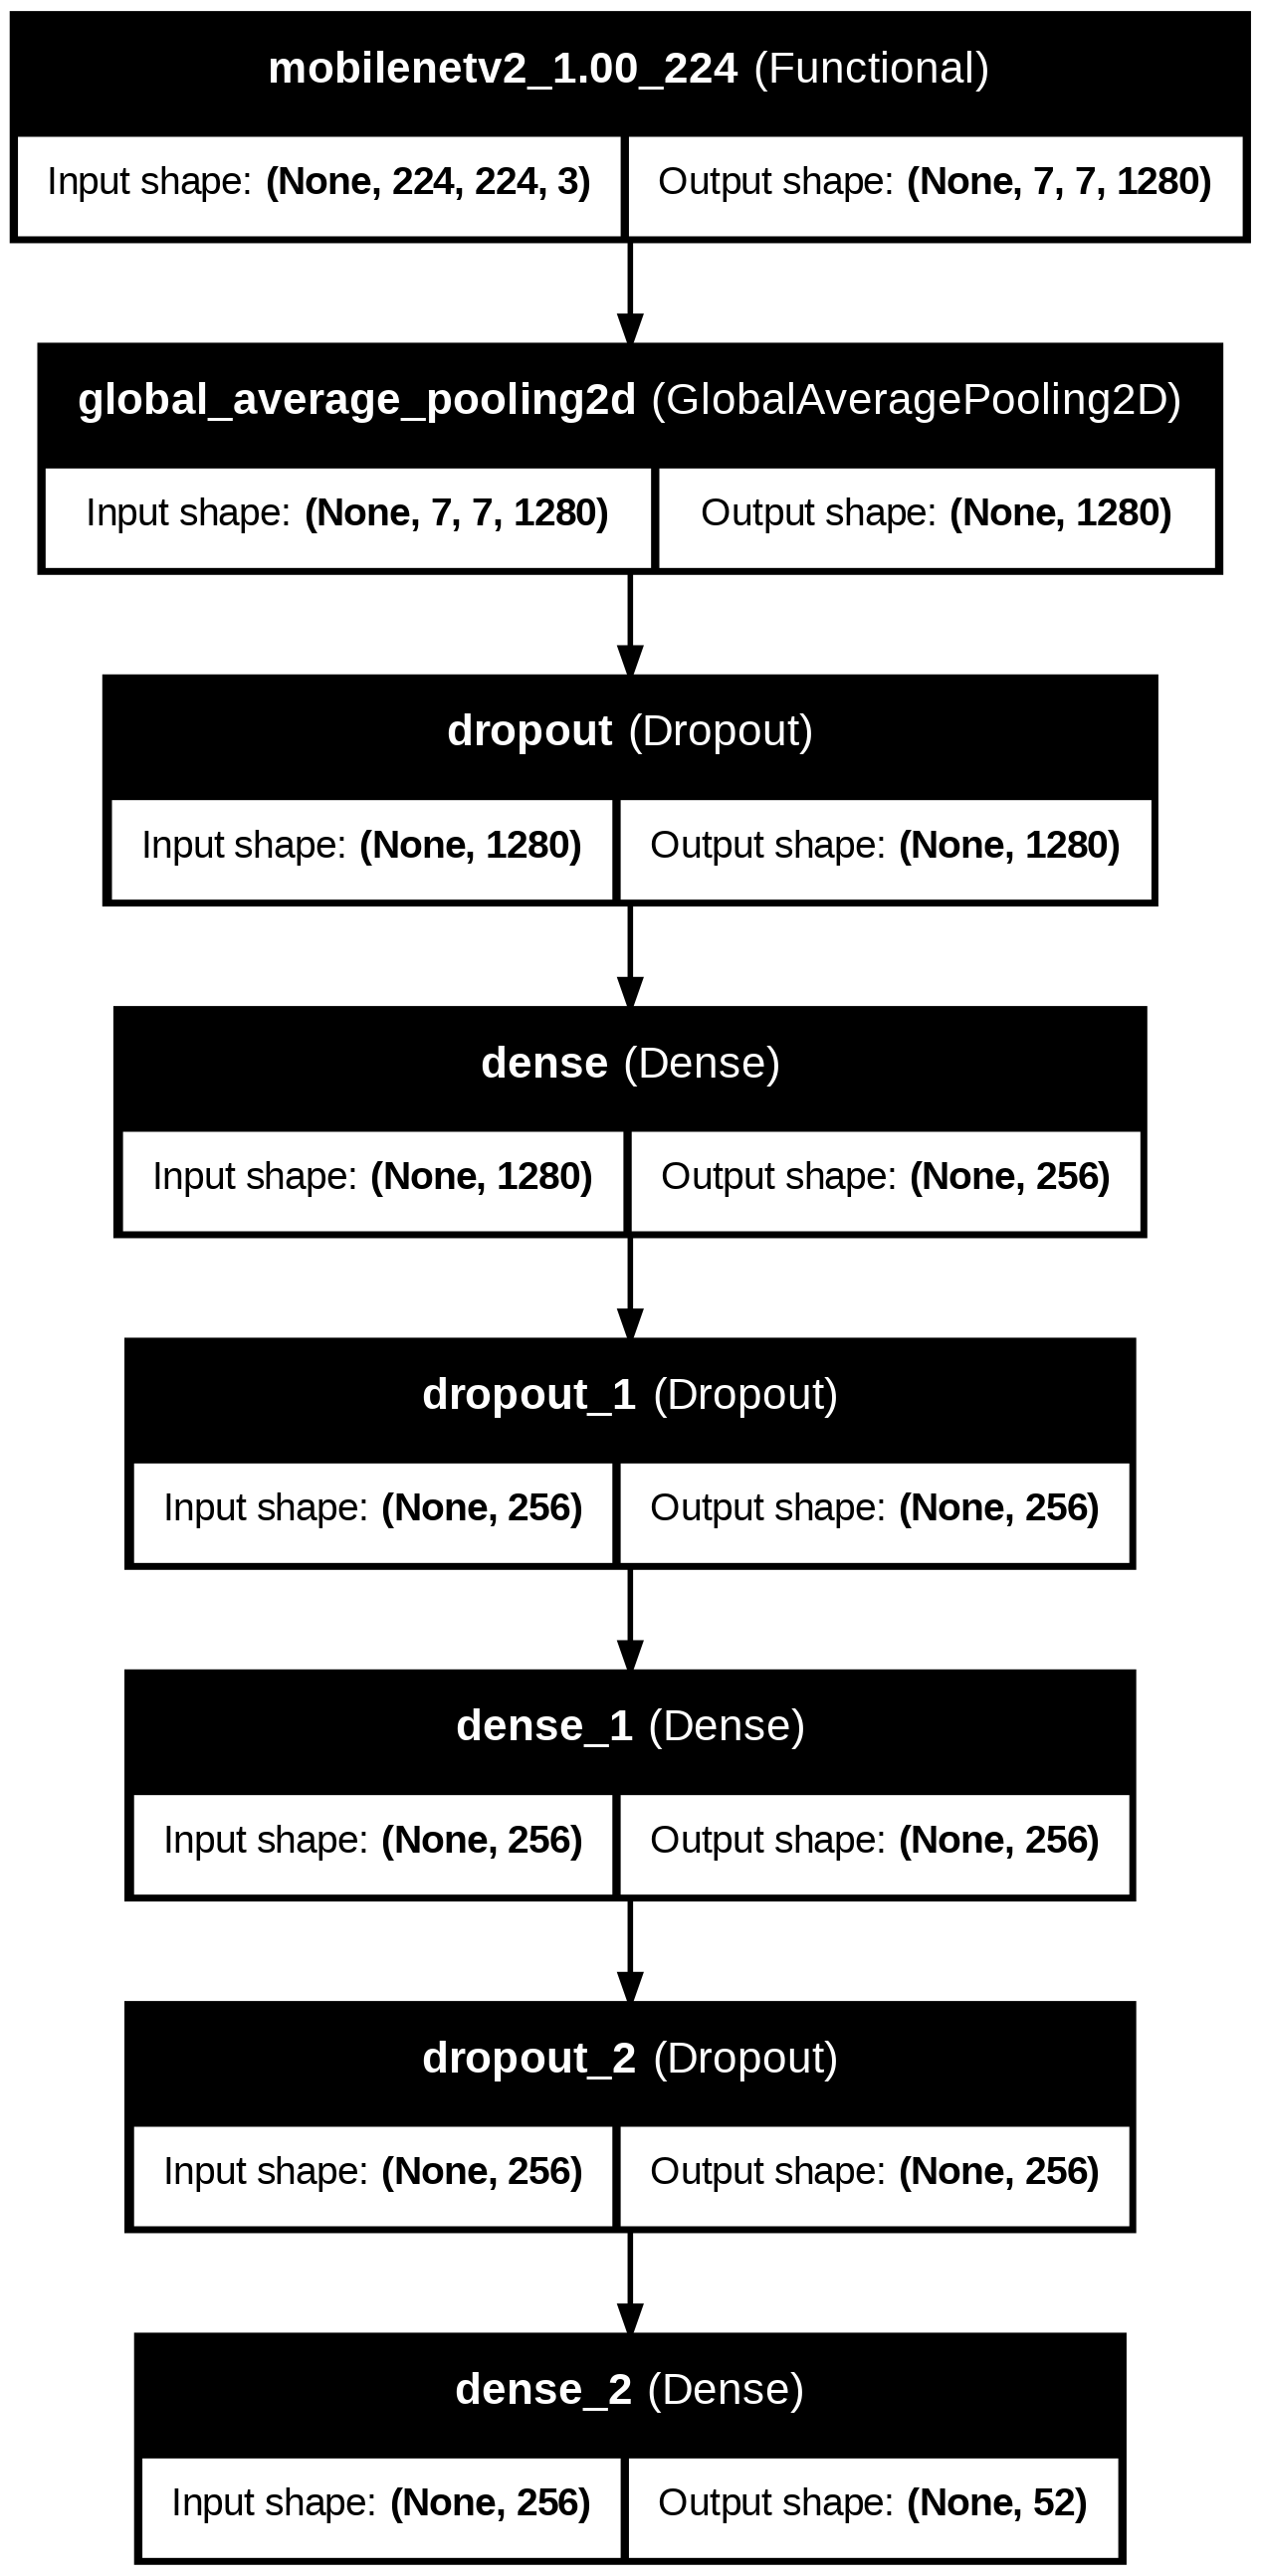 mobilenetv2_1.00_224 (Functional)
Input shape: (None, 224, 224, 3) Output shape: (None, 7, 7, 1280)
global_average_pooling2d (GlobalAveragePooling2D)
Input shape: (None, 7, 7, 1280) Output shape: (None, 1280)
dropout (Dropout)
Input shape: (None, 1280) Output shape: (None, 1280)
dense (Dense)
Input shape: (None, 1280) Output shape: (None, 256)
dropout_1 (Dropout)
Input shape: (None, 256) Output shape: (None, 256)
dense_1 (Dense)
Input shape: (None, 256) Output shape: (None, 256)
dropout_2 (Dropout)
Input shape: (None, 256) Output shape: (None, 256)
dense_2 (Dense)
Input shape: (None, 256) Output shape: (None, 52)